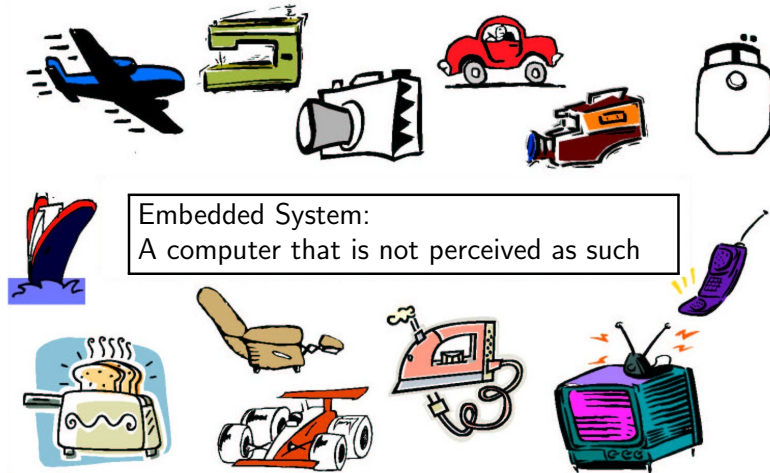 Embedded System:
A computer that is not perceived as such